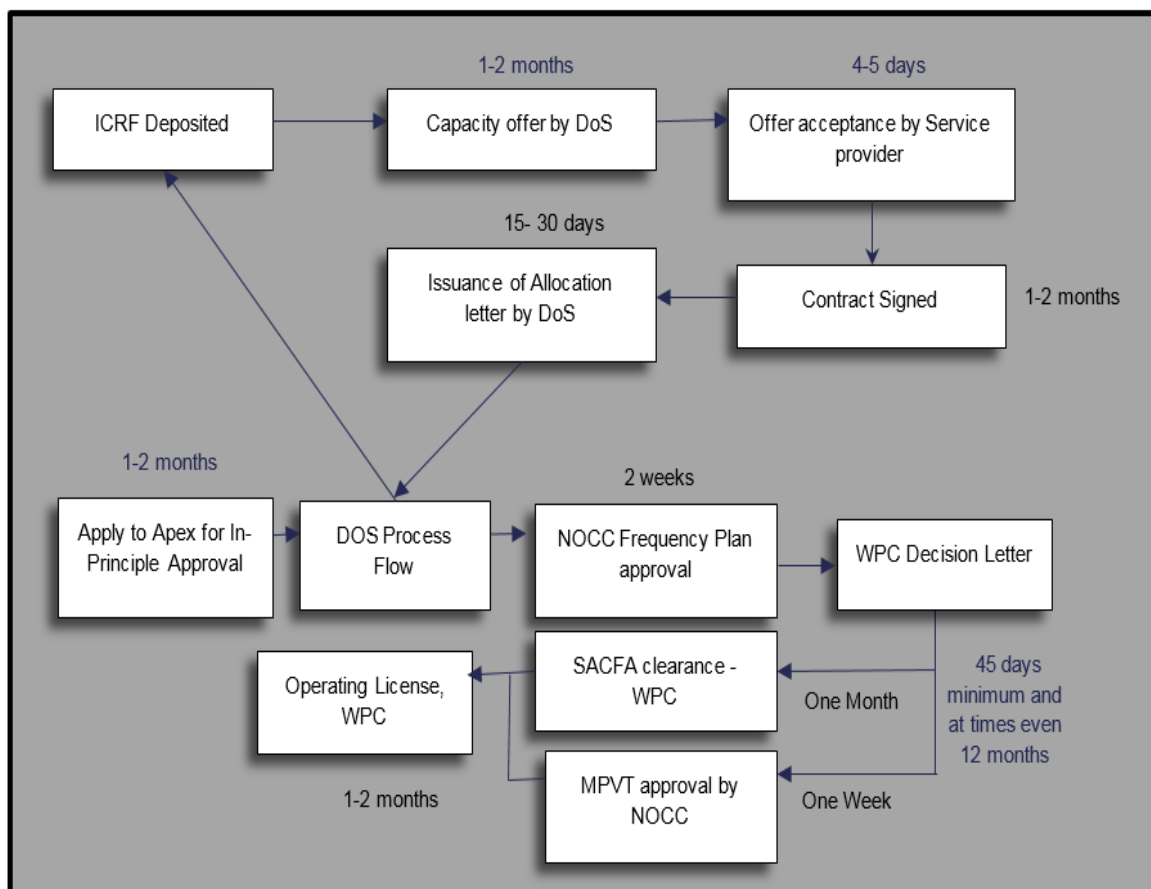 1-2 months
4-5 days
ICRF Deposited
Capacity offer by DoS
Offer acceptance by Service
provider
15- 30 days
Issuance of Allocation
letter by DoS
Contract Signed
1-2 months
1-2 months
2 weeks
Apply to Apex for In-
Principle Approval
DOS Process
Flow
NOCC Frequency Plan
approval
WPC Decision Letter
Operating License,
WPC
SACFA clearance -
WPC
One Month
45 days
minimum and
at times even
12 months
1-2 months
MPVT approval by
NOCC
One Week